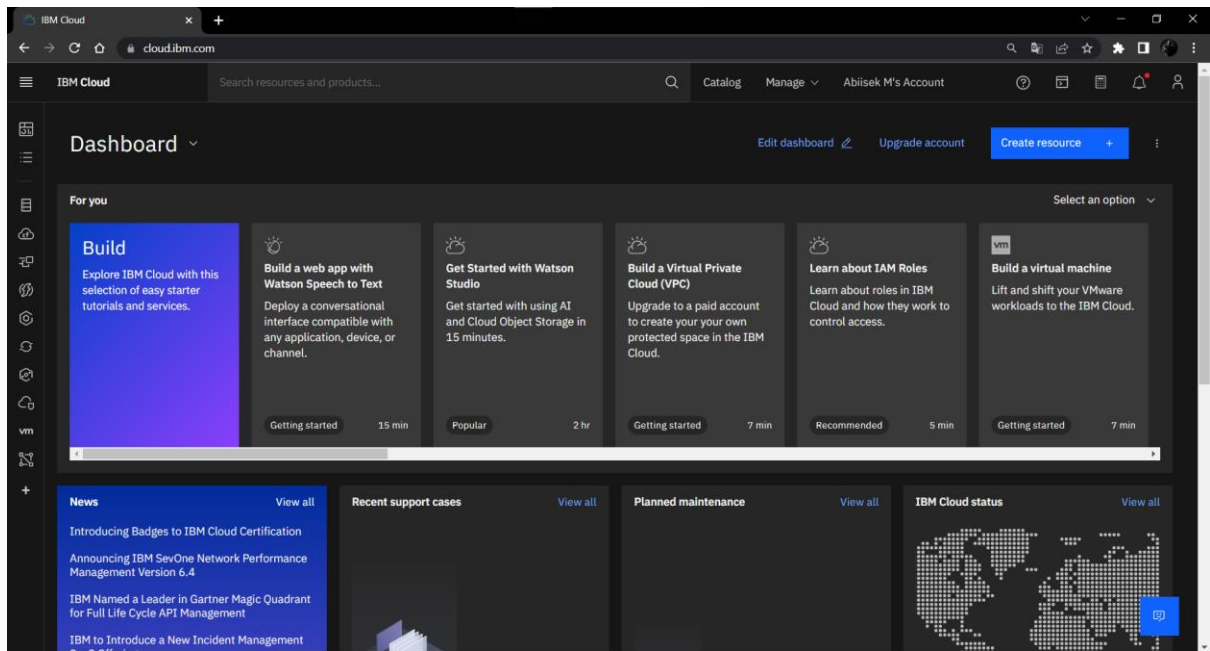 IBM Cloud
cloud.ibm.com
IBM Cloud
Search resources and products...
Catalog
Manage
Abiisek M's Account
Dashboard
Edit dashboard
Upgrade account
Create resource +
For you
Select an option
Build
Explore IBM Cloud with this
selection of easy starter
tutorials and services.
Build a web app with
Watson Speech to Text
Deploy a conversational
interface compatible with
any application, device, or
channel.
Getting started
15 min
Get Started with Watson
Studio
Get started with using AI
and Cloud Object Storage in
15 minutes.
Popular
2 hr
Build a Virtual Private
Cloud (VPC)
Upgrade to a paid account
to create your your own
protected space in the IBM
Cloud.
Getting started
7 min
Learn about IAM Roles
Learn about roles in IBM
Cloud and how they work to
control access.
Recommended
5 min
vm
Build a virtual machine
Lift and shift your VMware
workloads to the IBM Cloud.
Getting started
7 min
vm
News
View all
Introducing Badges to IBM Cloud Certification
Announcing IBM SevOne Network Performance
Management Version 6.4
IBM Named a Leader in Gartner Magic Quadrant
for Full Life Cycle API Management
IBM to Introduce a New Incident Management
Recent support cases
View all
Planned maintenance
View all
IBM Cloud status
View all